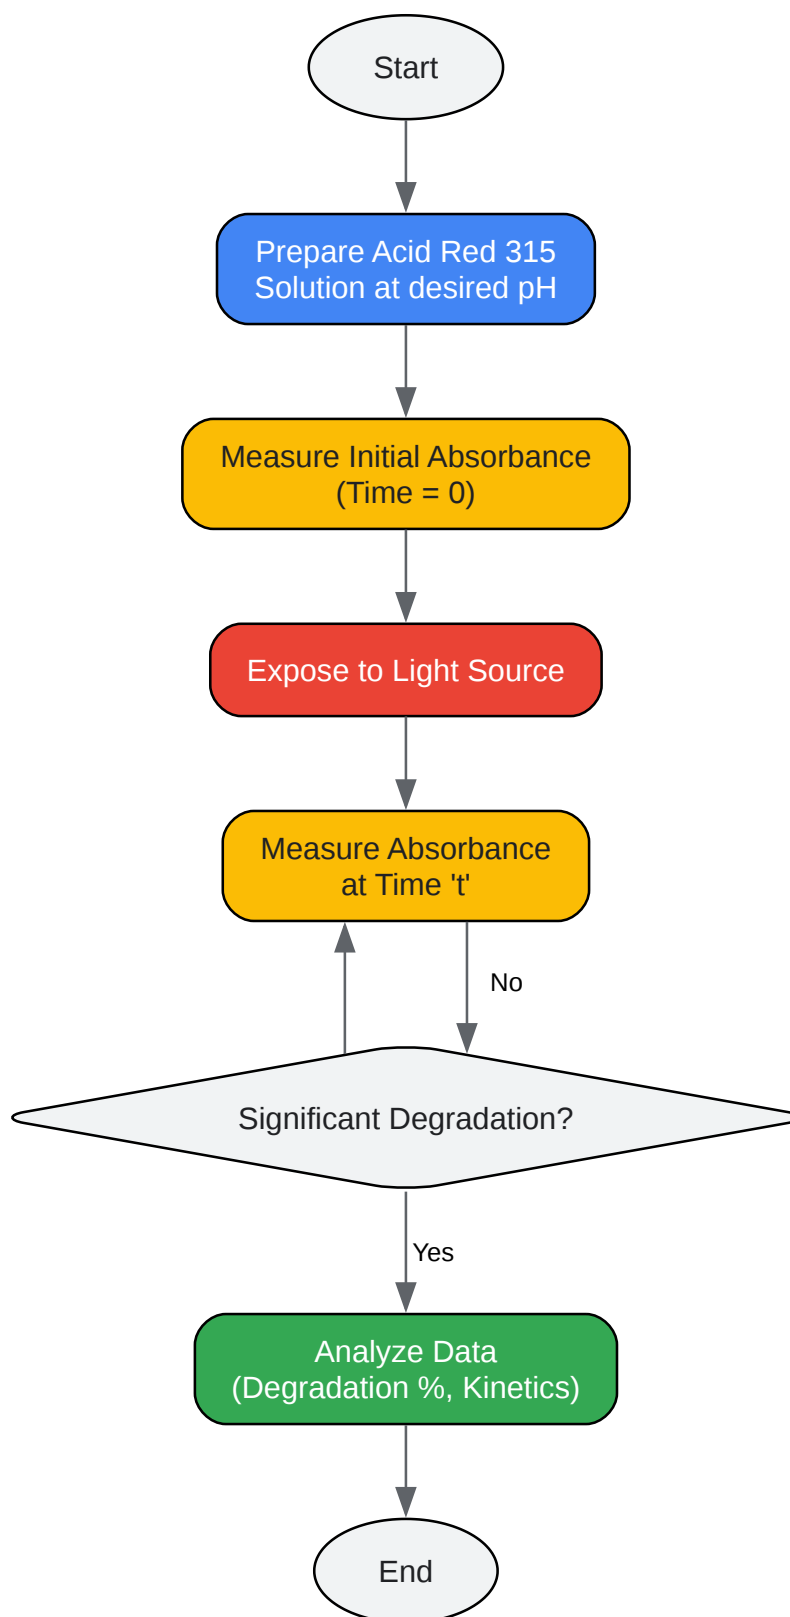 Start
Prepare Acid Red 315
Solution at desired pH
Measure Initial Absorbance
(Time = 0)
Expose to Light Source
Measure Absorbance
at Time 't'
No
Significant Degradation?
Yes
Analyze Data
(Degradation %, Kinetics)
End